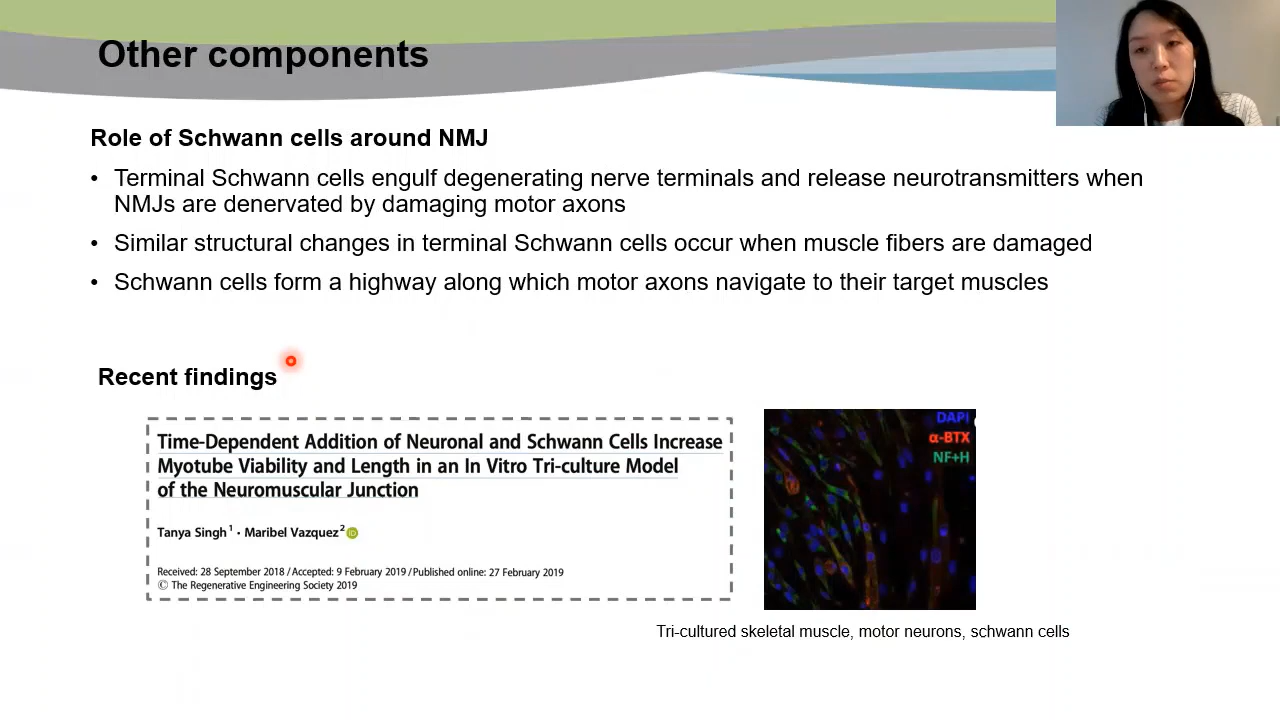 Other components
Role of Schwann cells around NMJ
• Terminal Schwann cells engulf degenerating nerve terminals and release neurotransmitters when
NMJs are denervated by damaging motor axons
• Similar structural changes in terminal Schwann cells occur when muscle fibers are damaged
• Schwann cells form a highway along which motor axons navigate to their target muscles
Recent findings
Time-Dependent Addition of Neuronal and Schwann Cells Increase
Myotube Viability and Length in an In Vitro Tri-culture Model
of the Neuromuscular Junction
Tanya Singh1 · Maribel Vazquez2 iD
Received: 28 September 2018 / Accepted: 9 February 2019 / Published online: 27 February 2019
© The Regenerative Engineering Society 2019
DAPI
α-BTX
NF+H
Tri-cultured skeletal muscle, motor neurons, schwann cells